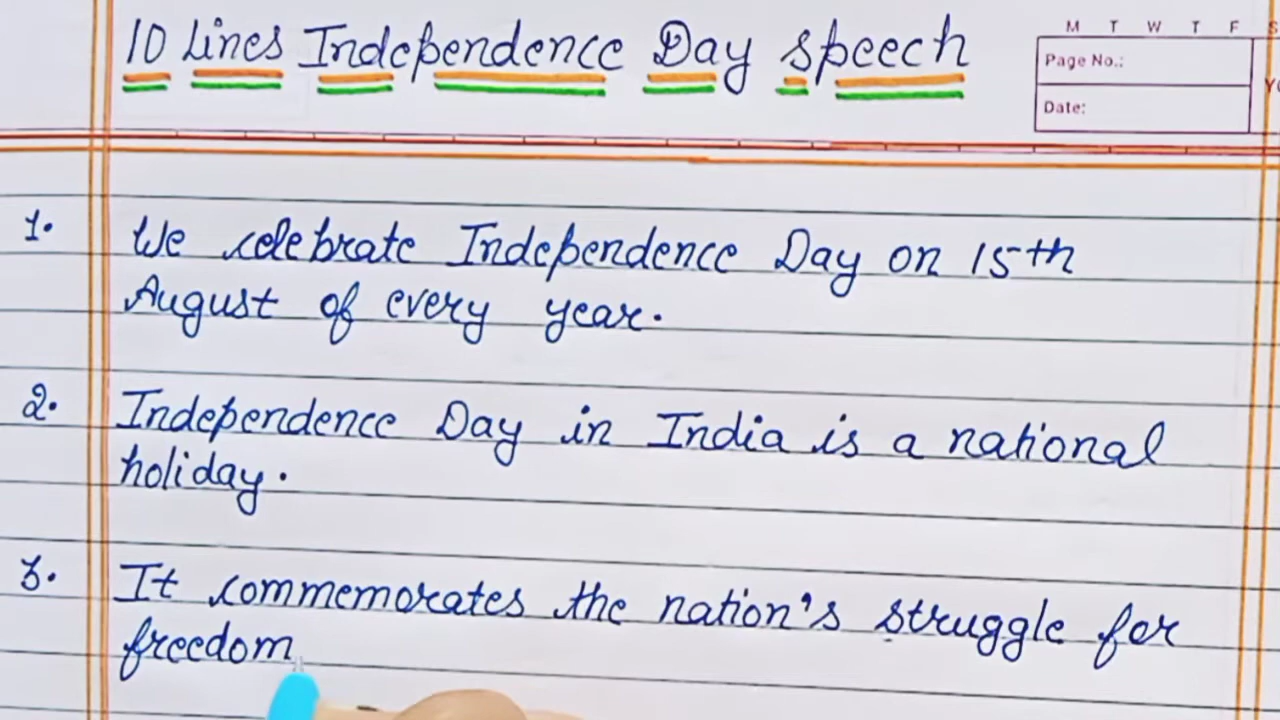 10 Lines Independence Day speech
M T W T F S
Page No.:
Date:
1. We celebrate Independence Day on 15th
August of every year.
2. Independence Day in India is a national
holiday.
3. It commemorates the nation's struggle for
freedom